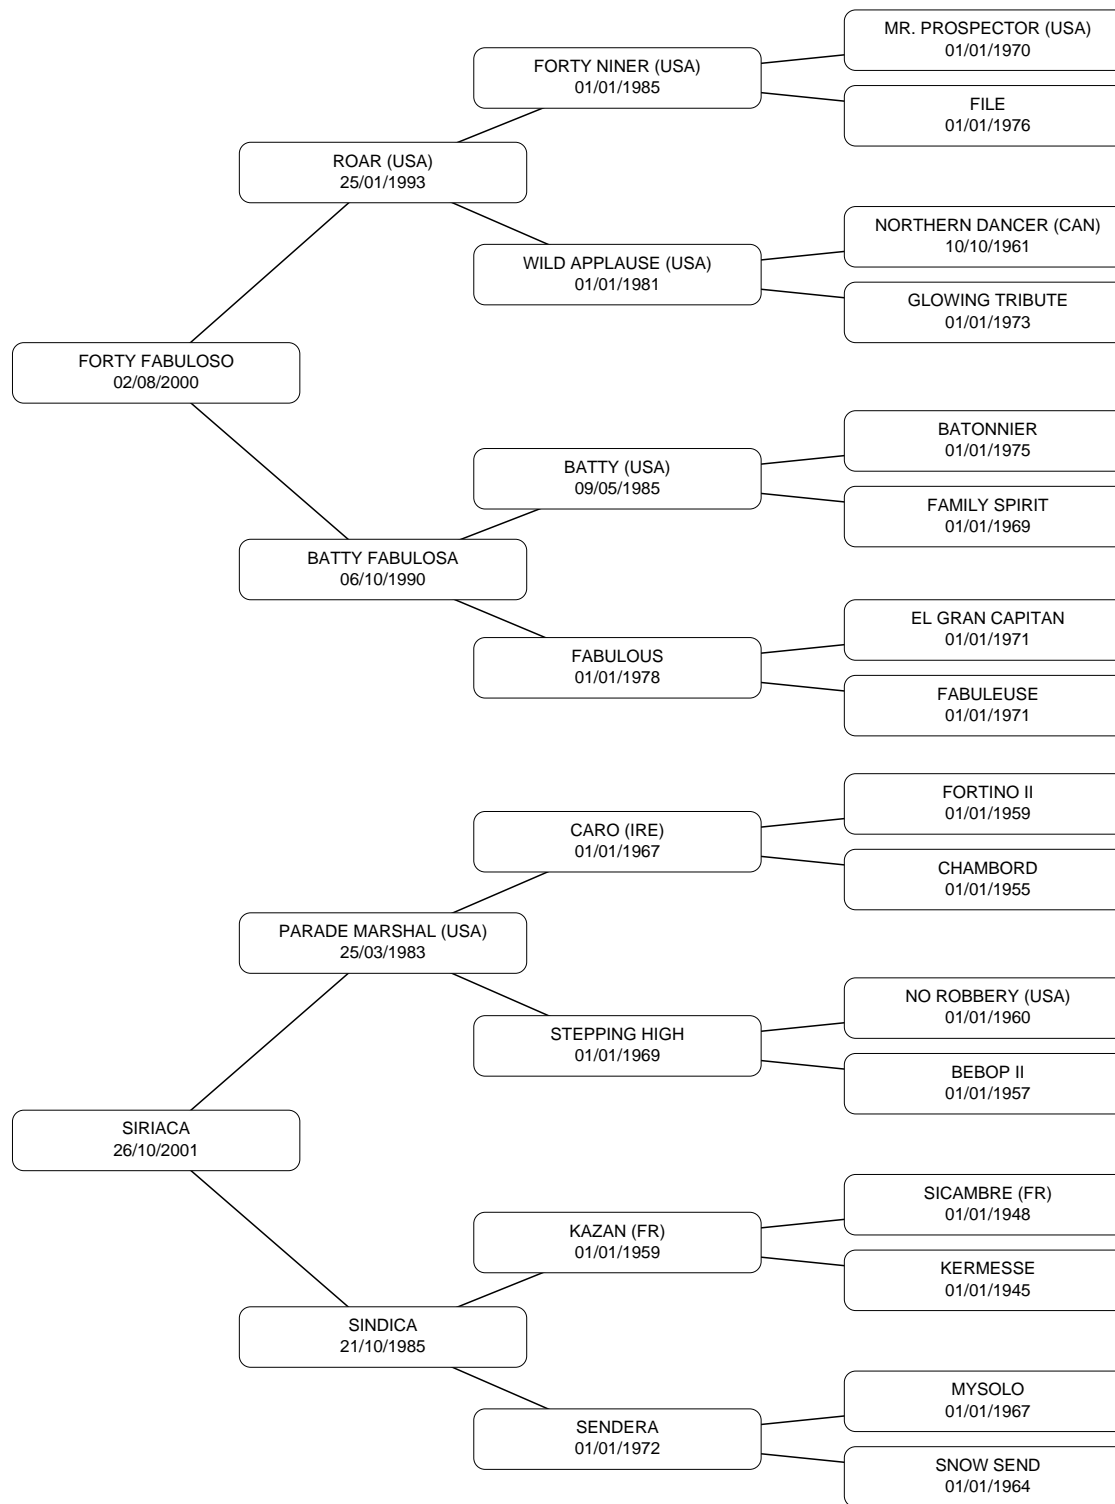 MR. PROSPECTOR (USA)
01/01/1970
FORTY NINER (USA)
01/01/1985
FILE
01/01/1976
ROAR (USA)
25/01/1993
NORTHERN DANCER (CAN)
10/10/1961
WILD APPLAUSE (USA)
01/01/1981
GLOWING TRIBUTE
01/01/1973
FORTY FABULOSO
02/08/2000
BATONNIER
01/01/1975
BATTY (USA)
09/05/1985
FAMILY SPIRIT
01/01/1969
BATTY FABULOSA
06/10/1990
EL GRAN CAPITAN
01/01/1971
FABULOUS
01/01/1978
FABULEUSE
01/01/1971
FORTINO II
01/01/1959
CARO (IRE)
01/01/1967
CHAMBORD
01/01/1955
PARADE MARSHAL (USA)
25/03/1983
NO ROBBERY (USA)
01/01/1960
STEPPING HIGH
01/01/1969
BEBOP II
01/01/1957
SIRIACA
26/10/2001
SICAMBRE (FR)
01/01/1948
KAZAN (FR)
01/01/1959
KERMESSE
01/01/1945
SINDICA
21/10/1985
MYSOLO
01/01/1967
SENDERA
01/01/1972
SNOW SEND
01/01/1964